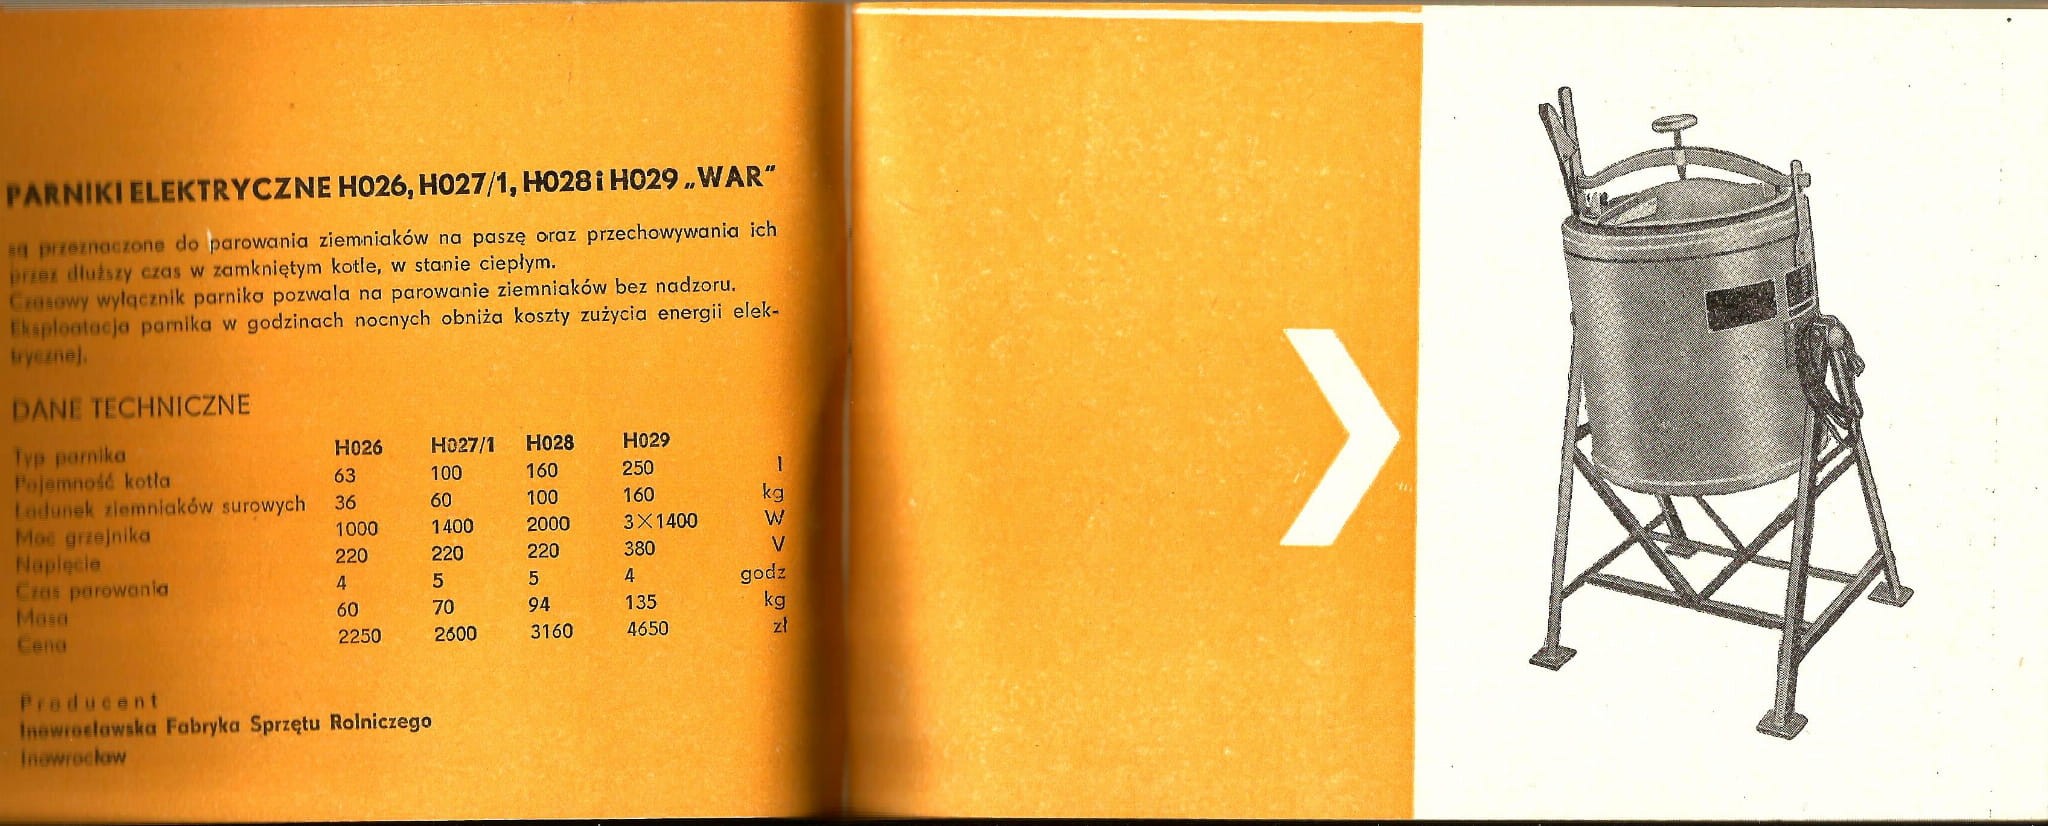 PARNIKI ELEKTRYCZNE H026, H027/1, H028 i H029 „WAR"
są przeznaczone do parowania ziemniaków na paszę oraz przechowywania ich
przez dłuższy czas w zamkniętym kotle, w stanie ciepłym.
Czasowy wyłącznik parnika pozwala na parowanie ziemniaków bez nadzoru.
Eksploatacja parnika w godzinach nocnych obniża koszty zużycia energii elek-
trycznej.
DANE TECHNICZNE
Typ parnika H026 H027/1 H028 H029
Pojemność kotła 63 100 160 250 l
Ładunek ziemniaków surowych 36 60 100 160 kg
Moc grzejnika 1000 1400 2000 3×1400 W
Napięcie 220 220 220 380 V
Czas parowania 4 5 5 4 godz
Masa 60 70 94 135 kg
Cena 2250 2600 3160 4650 zł
Producent
Inowrocławska Fabryka Sprzętu Rolniczego
Inowrocław